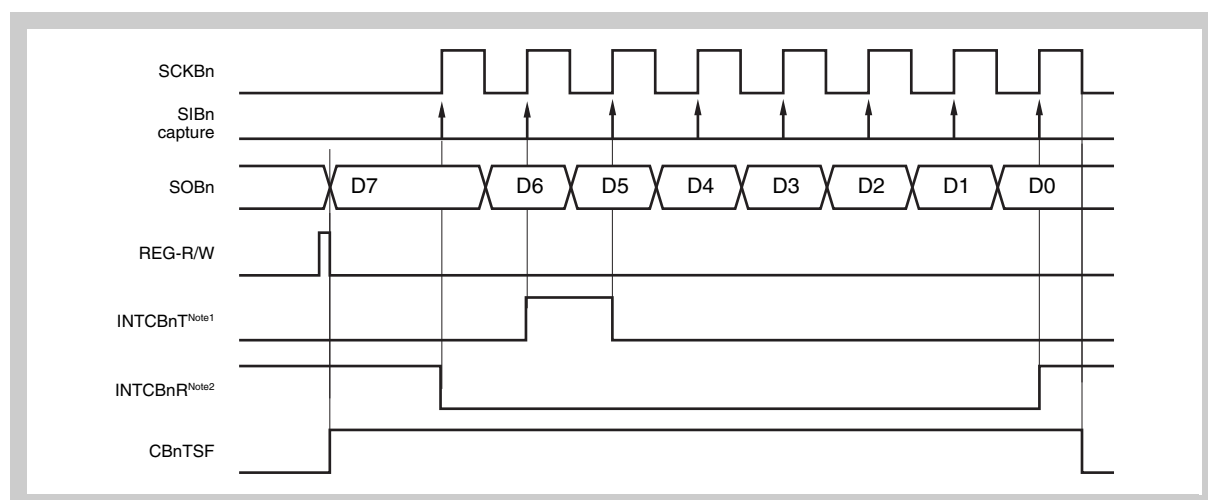 SCKBn
SIBn
capture
SOBn
D7 D6 D5 D4 D3 D2 D1 D0
REG-R/W
INTCBnTNote1
INTCBnRNote2
CBnTSF